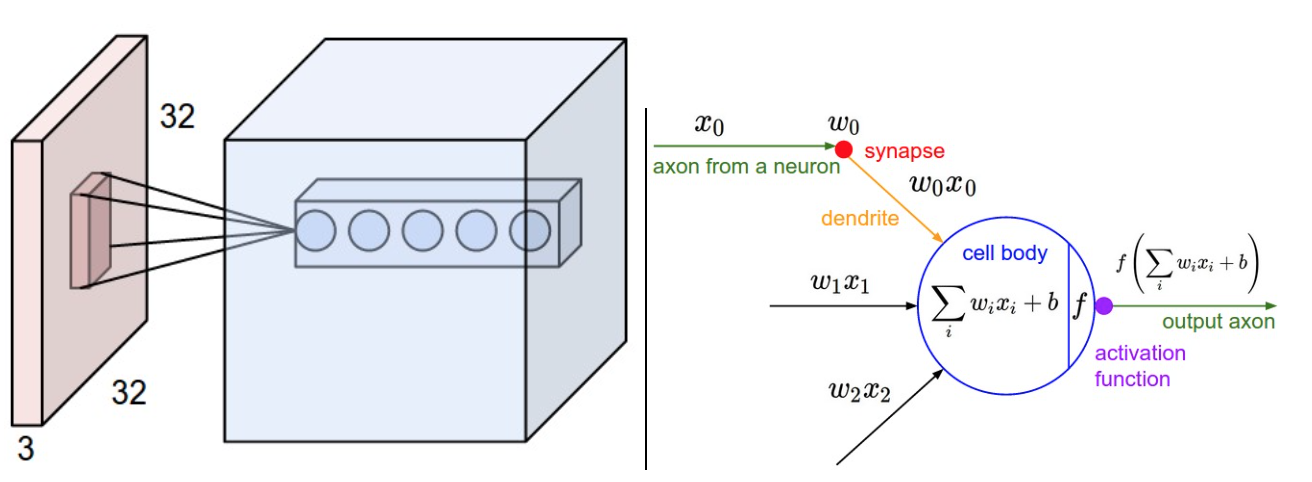 32
32
3
x₀
w₀
axon from a neuron
synapse
w₀x₀
dendrite
cell body
w₁x₁
∑ᵢ wᵢxᵢ + b
f
f(∑ᵢ wᵢxᵢ + b)
output axon
activation
function
w₂x₂